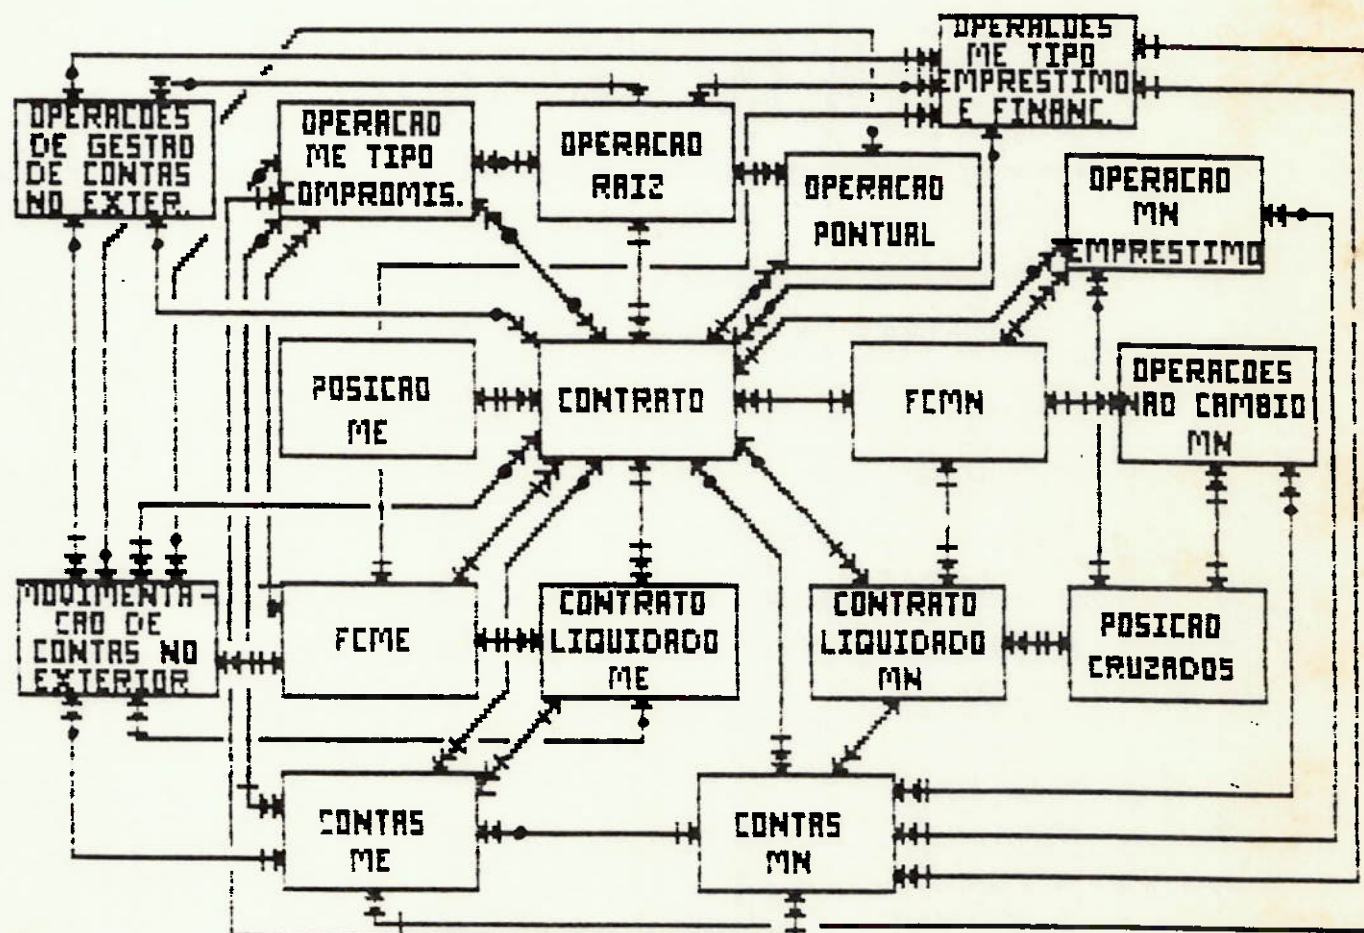 OPERACOES
DE GESTAO
DE CONTAS
NO EXTER.
OPERACAO
ME TIPO
COMPROMIS.
OPERACAO
RAIZ
OPERACAO
PONTUAL
OPERACOES
ME TIPO
EMPRESTIMO
E FINANC.
OPERACAO
MN
EMPRESTIMO
POSICAO
ME
CONTRATO
FCMN
OPERACOES
NAO CAMBIO
MN
MOVIMENTA-
CAO DE
CONTAS NO
EXTERIOR
FCME
CONTRATO
LIQUIDADO
ME
CONTRATO
LIQUIDADO
MN
POSICAO
CRUZADOS
CONTAS
ME
CONTAS
MN